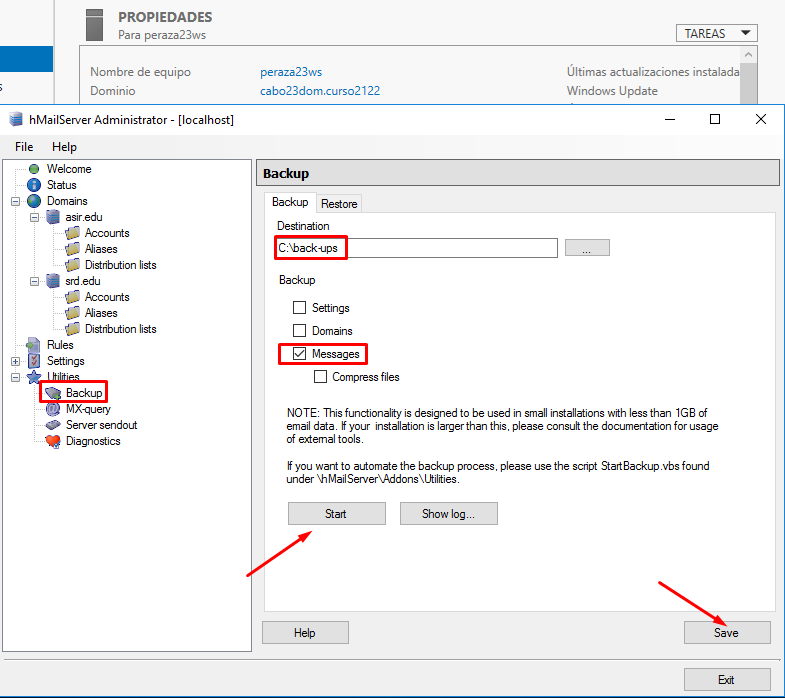 PROPIEDADES
Para peraza23ws
TAREAS
Nombre de equipo
peraza23ws
Últimas actualizaciones instalada
Dominio
cabo23dom.curso2122
Windows Update
hMailServer Administrator - [localhost]
File Help
Welcome
Status
Domains
asir.edu
Accounts
Aliases
Distribution lists
srd.edu
Accounts
Aliases
Distribution lists
Rules
Settings
Utilities
Backup
MX-query
Server sendout
Diagnostics
Backup
Backup Restore
Destination
C:\back-ups
...
Backup
Settings
Domains
Messages
Compress files
NOTE: This functionality is designed to be used in small installations with less than 1GB of
email data. If your installation is larger than this, please consult the documentation for usage
of external tools.
If you want to automate the backup process, please use the script StartBackup.vbs found
under \hMailServer\Addons\Utilities.
Start
Show log...
Help
Save
Exit